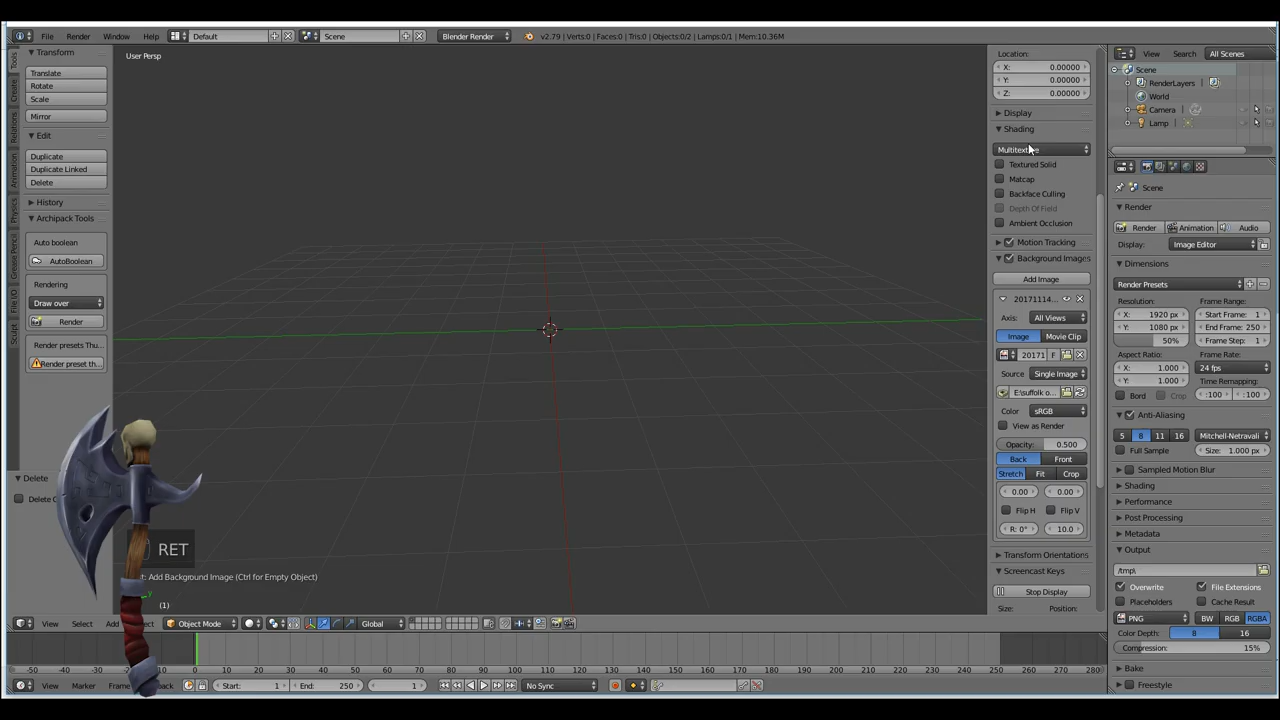 File Render Window Help Default Scene Blender Render v2.79 | Verts:0 | Faces:0 | Tris:0 | Objects:0/2 | Lamps:0/1 | Mem:10.36M View Search All Scenes
Tools
Create
Relations
Animation
Physics
Grease Pencil
File I/O
Sculpt
Transform
Translate
Rotate
Scale
Mirror
Edit
Duplicate
Duplicate Linked
Delete
History
Archipack Tools
Auto boolean
AutoBoolean
Rendering
Draw over
Render
Render presets Thu...
Render preset th...
Delete
User Persp
RET
Add Background Image (Ctrl for Empty Object)
y
(1)
Location:
X: 0.00000
Y: 0.00000
Z: 0.00000
Display
Shading
Textured Solid
Matcap
Backface Culling
Depth Of Field
Ambient Occlusion
Motion Tracking
Background Images
Add Image
20171114...
Axis: All Views
Image Movie Clip
20171 F
Source Single Image
E:\suffolk o...
Color sRGB
View as Render
Opacity: 0.500
Back Front
Stretch Fit Crop
0.00 0.00
Flip H Flip V
R: 0° 10.0
Transform Orientations
Screencast Keys
Stop Display
Size: Position:
Scene
RenderLayers
World
Camera
Lamp
Scene
Render
Render Animation Audio
Display: Image Editor
Dimensions
Render Presets
Resolution: Frame Range:
X: 1920 px Start Frame: 1
Y: 1080 px End Frame: 250
50% Frame Step: 1
Aspect Ratio: Frame Rate:
X: 1.000 24 fps
Y: 1.000 Time Remapping:
Bord Crop :100 :100
Anti-Aliasing
5 8 11 16 Mitchell-Netravali
Full Sample Size: 1.000 px
Sampled Motion Blur
Shading
Performance
Post Processing
Metadata
Output
/tmp\
Overwrite File Extensions
Placeholders Cache Result
PNG BW RGB RGBA
Color Depth: 8 16
Compression: 15%
Bake
Freestyle
View Select Object Mode Global
-50 -40 -30 -20 0 10 20 30 40 50 60 70 80 90 100 110 120 130 140 150 160 170 180 190 200 210 220 230 240 250 260 270 280
View Marker Start: 1 End: 250 1 No Sync